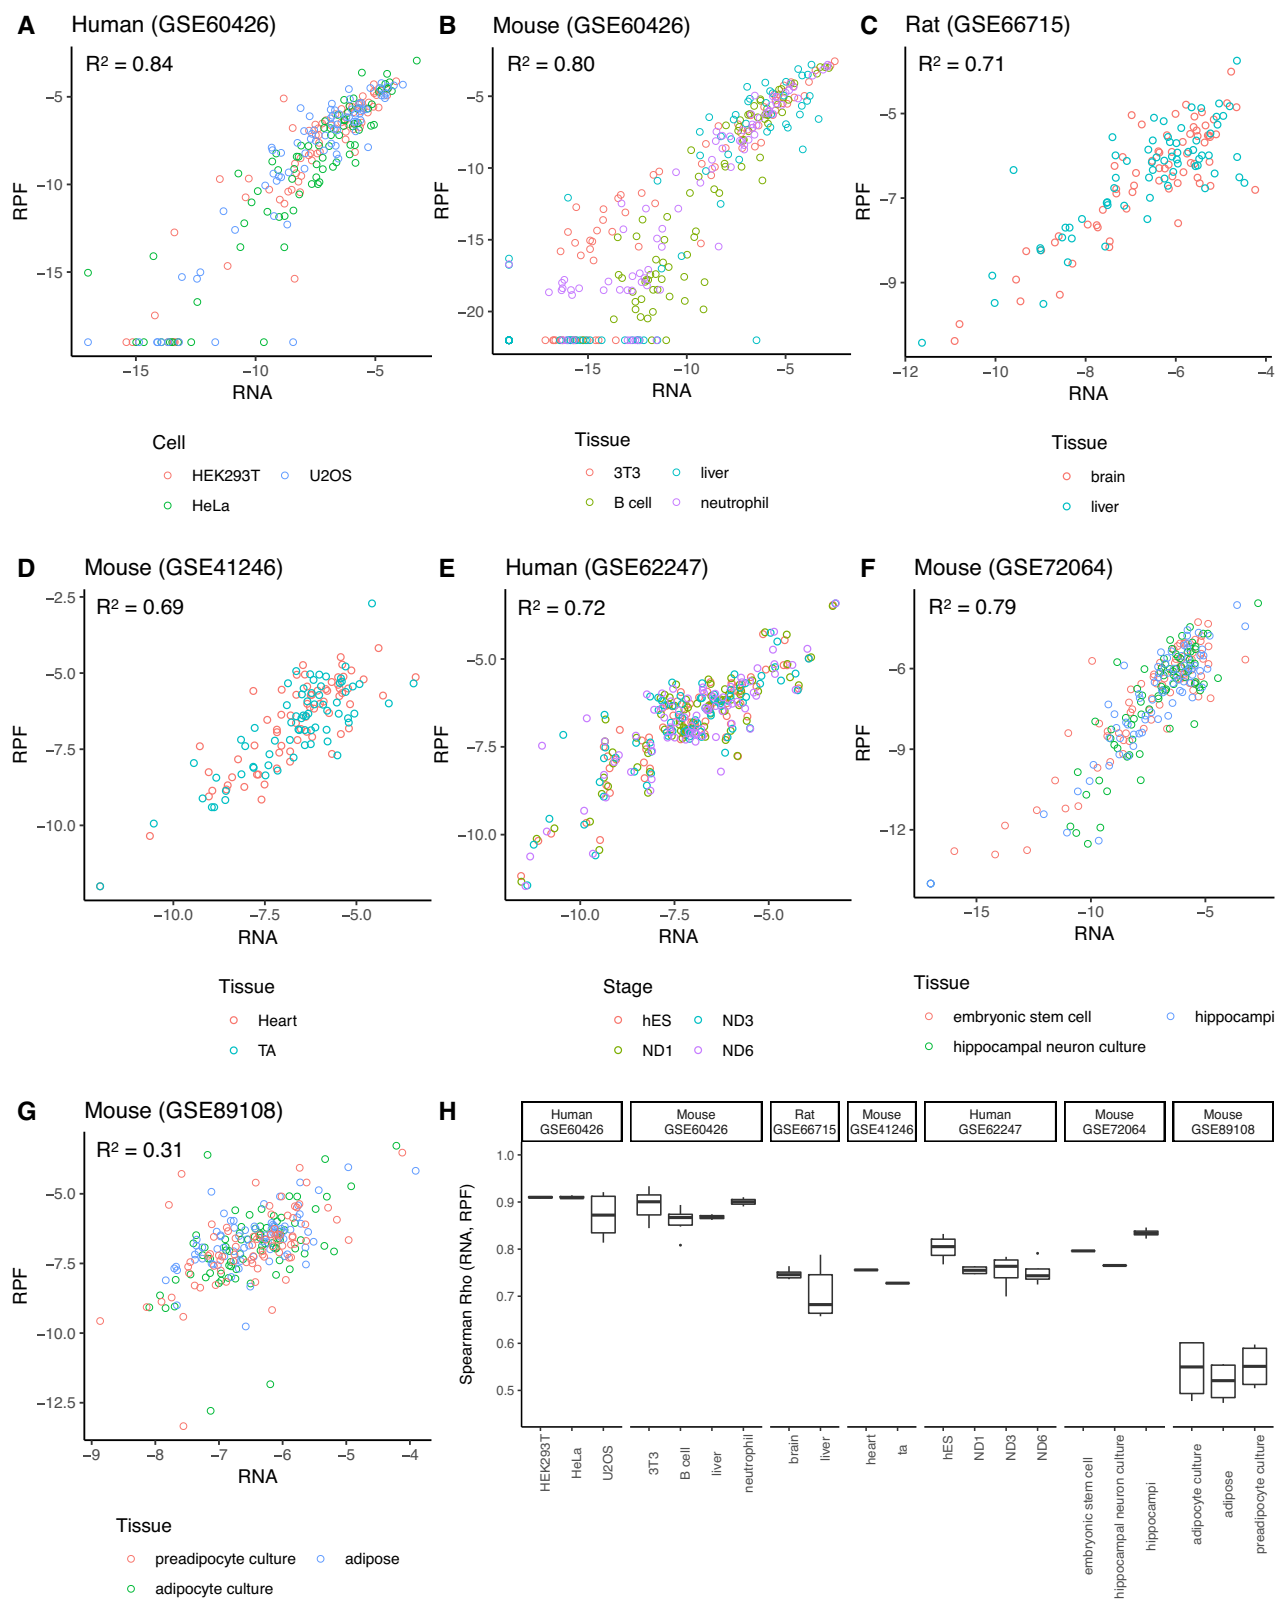 A Human (GSE60426)
R² = 0.84
RPF
−5
−10
−15
−15 −10 −5
RNA
Cell
HEK293T U2OS
HeLa
B Mouse (GSE60426)
R² = 0.80
RPF
−5
−10
−15
−20
−15 −10 −5
RNA
Tissue
3T3 liver
B cell neutrophil
C Rat (GSE66715)
R² = 0.71
RPF
−5
−7
−9
−12 −10 −8 −6 −4
RNA
Tissue
brain
liver
D Mouse (GSE41246)
R² = 0.69
RPF
−2.5
−5.0
−7.5
−10.0
−10.0 −7.5 −5.0
RNA
Tissue
Heart
TA
E Human (GSE62247)
R² = 0.72
RPF
−5.0
−7.5
−10.0
−10.0 −7.5 −5.0
RNA
Stage
hES ND3
ND1 ND6
F Mouse (GSE72064)
R² = 0.79
RPF
−6
−9
−12
−15 −10 −5
RNA
Tissue
embryonic stem cell hippocampi
hippocampal neuron culture
G Mouse (GSE89108)
R² = 0.31
RPF
−5.0
−7.5
−10.0
−12.5
−9 −8 −7 −6 −5 −4
RNA
Tissue
preadipocyte culture adipose
adipocyte culture
H
Human Mouse Rat Mouse Human Mouse Mouse
GSE60426 GSE60426 GSE66715 GSE41246 GSE62247 GSE72064 GSE89108
Spearman Rho (RNA, RPF)
1.0
0.9
0.8
0.7
0.6
0.5
HEK293T
HeLa
U2OS
3T3
B cell
liver
neutrophil
brain
liver
heart
ta
hES
ND1
ND3
ND6
embryonic stem cell
hippocampal neuron culture
hippocampi
adipocyte culture
adipose
preadipocyte culture